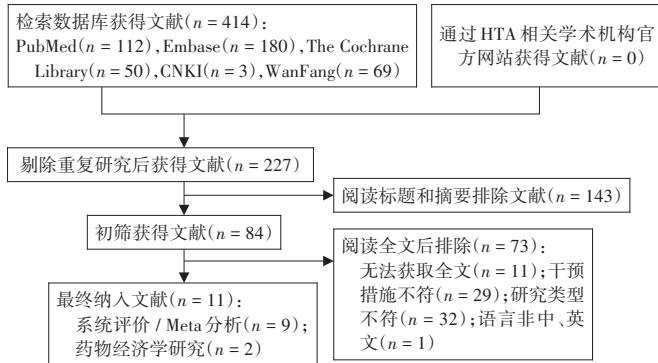 检索数据库获得文献(n = 414):
PubMed(n = 112),Embase(n = 180),The Cochrane
Library(n = 50),CNKI(n = 3),WanFang(n = 69)
通过 HTA 相关学术机构官
方网站获得文献(n = 0)
剔除重复研究后获得文献(n = 227)
阅读标题和摘要排除文献(n = 143)
初筛获得文献(n = 84)
阅读全文后排除(n = 73):
无法获取全文(n = 11);干预
措施不符(n = 29);研究类型
不符(n = 32);语言非中、英
文(n = 1)
最终纳入文献(n = 11):
系统评价 / Meta 分析(n = 9);
药物经济学研究(n = 2)